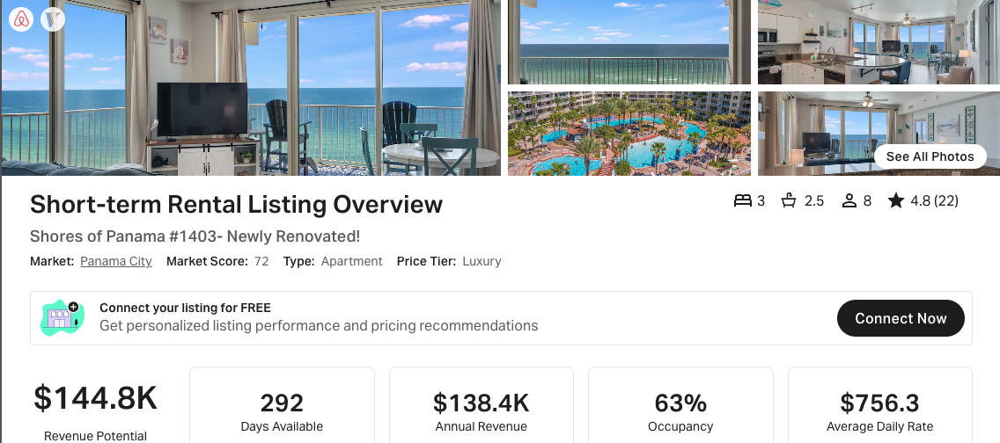 See All Photos
Short-term Rental Listing Overview
3 2.5 8 4.8 (22)
Shores of Panama #1403- Newly Renovated!
Market: Panama City Market Score: 72 Type: Apartment Price Tier: Luxury
Connect your listing for FREE
Get personalized listing performance and pricing recommendations
Connect Now
$144.8K
Revenue Potential
292
Days Available
$138.4K
Annual Revenue
63%
Occupancy
$756.3
Average Daily Rate